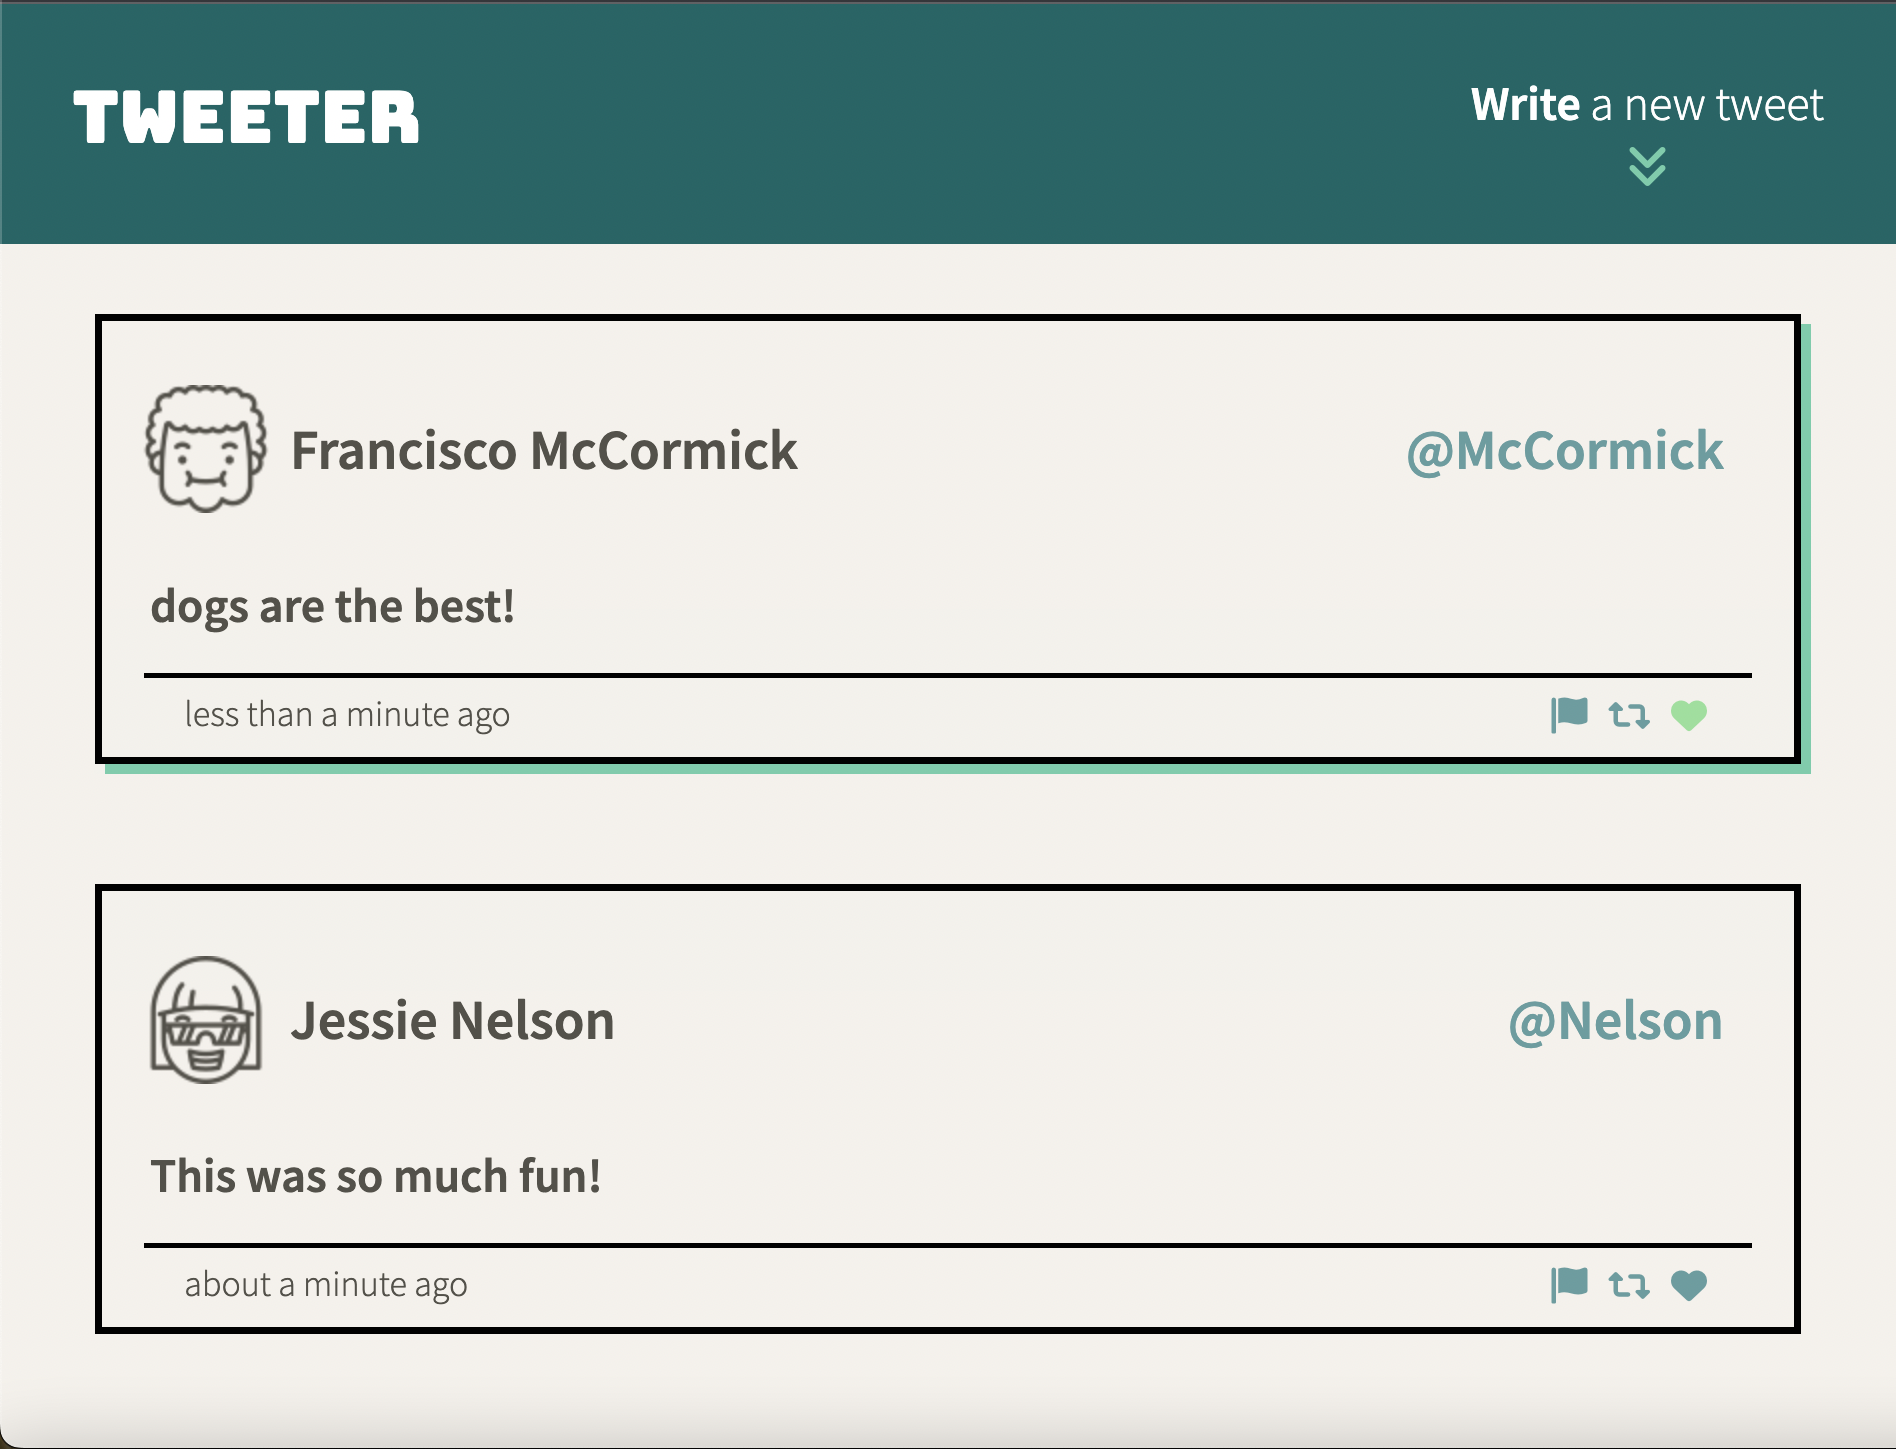 TWEETER
Write a new tweet
Francisco McCormick
@McCormick
dogs are the best!
less than a minute ago
Jessie Nelson
@Nelson
This was so much fun!
about a minute ago